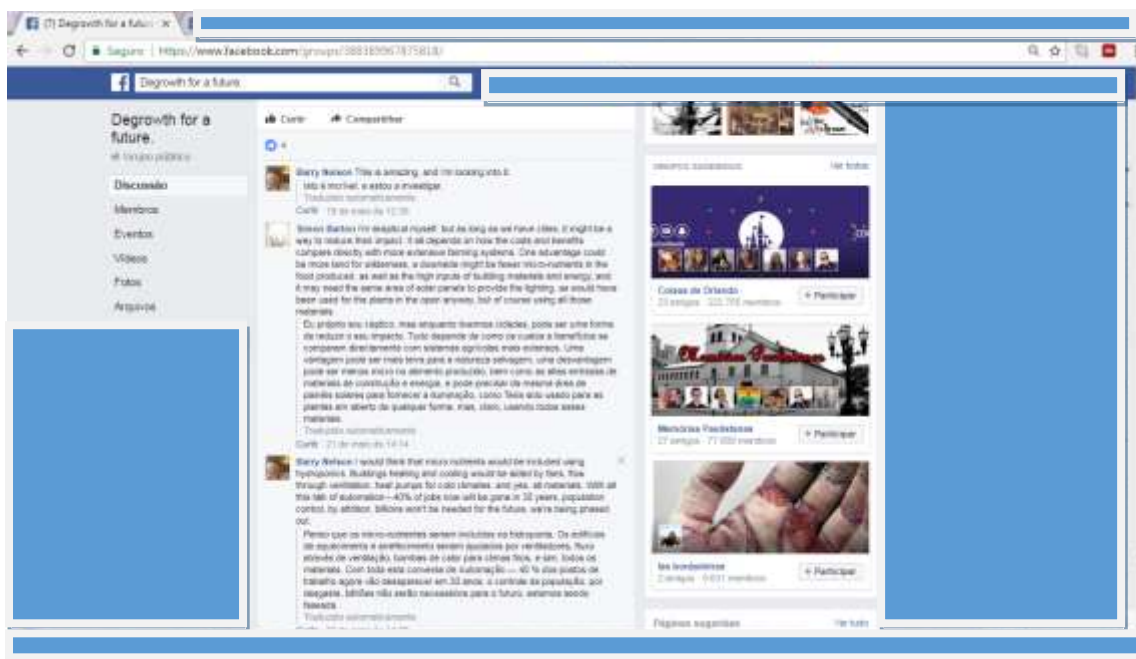 (1) Degrowth for a futur
Seguro | https://www.facebook.com/groups/388389967875818/
Degrowth for a future.
Degrowth for a
future.
Grupo público
Discussão
Membros
Eventos
Vídeos
Fotos
Arquivos
Curtir Compartilhar
4
Barry Nelson This is amazing, and I'm looking into it.
Isto é incrível, e estou a investigar.
Traduzido automaticamente
Curtir 19 de maio às 12:39
Simon Barton I'm skeptical myself, but as long as we have cities, it might be a
way to reduce their impact. It all depends on how the costs and benefits
compare directly with more extensive farming systems. One advantage could
be more land for wilderness, a downside might be fewer micro-nutrients in the
food produced, as well as the high inputs of building materials and energy, and
it may need the same area of solar panels to provide the lighting, as would have
been used for the plants in the open anyway, but of course using all those
materials.
Eu próprio sou céptico, mas enquanto tivermos cidades, pode ser uma forma
de reduzir o seu impacto. Tudo depende de como os custos e benefícios se
comparam directamente com sistemas agrícolas mais extensos. Uma
vantagem pode ser mais terra para a natureza selvagem, uma desvantagem
pode ser menos micro no alimento produzido, bem como as altas entradas de
materiais de construção e energia, e pode precisar da mesma área de
painéis solares para fornecer a iluminação, como Teria sido usado para as
plantas em aberto de qualquer forma, mas, claro, usando todos esses
materiais.
Traduzido automaticamente
Curtir 21 de maio às 14:14
Barry Nelson I would think that micro nutrients would be included using
hydroponics. Buildings heating and cooling would be aided by fans, flow
through ventilation, heat pumps for cold climates, and yes, all materials. With all
this talk of automation---40% of jobs now will be gone in 30 years, population
control, by attrition, billions won't be needed for the future, we're being phased
out.
Penso que os micro-nutrientes seriam incluídos na hidroponia. Os edifícios
de aquecimento e arrefecimento seriam ajudados por ventiladores, fluxo
através de ventilação, bombas de calor para climas frios, e sim, todos os
materiais. Com toda esta conversa de automação --- 40 % dos postos de
trabalho agora vão desaparecer em 30 anos, o controle da população, por
desgaste, bilhões não serão necessários para o futuro, estamos sendo
faseada.
Traduzido automaticamente
GRUPOS SUGERIDOS Ver todos
Coisas de Orlando
+ Participar
Memórias Paulistanas
Memórias Paulistanas
+ Participar
las bordadeiras
+ Participar
Páginas sugeridas Ver tudo